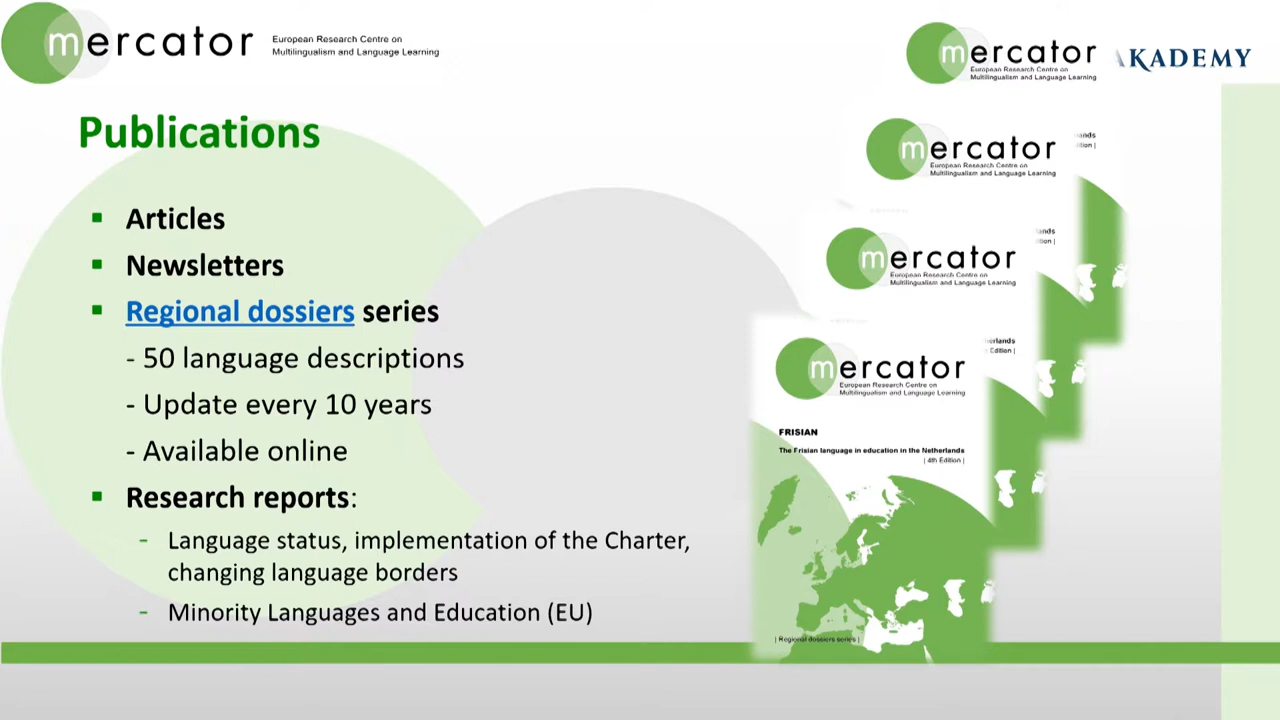 mercator
European Research Centre on
Multilingualism and Language Learning
mercator
European Research Centre on
Multilingualism and Language Learning
AKADEMY
Publications
▪ Articles
▪ Newsletters
▪ Regional dossiers series
- 50 language descriptions
- Update every 10 years
- Available online
▪ Research reports:
- Language status, implementation of the Charter,
changing language borders
- Minority Languages and Education (EU)
mercator
European Research Centre on
Multilingualism and Language Learning
mercator
European Research Centre on
Multilingualism and Language Learning
mercator
European Research Centre on
Multilingualism and Language Learning
FRISIAN
The Frisian language in education in the Netherlands
| 4th Edition |
| Regional dossiers series |